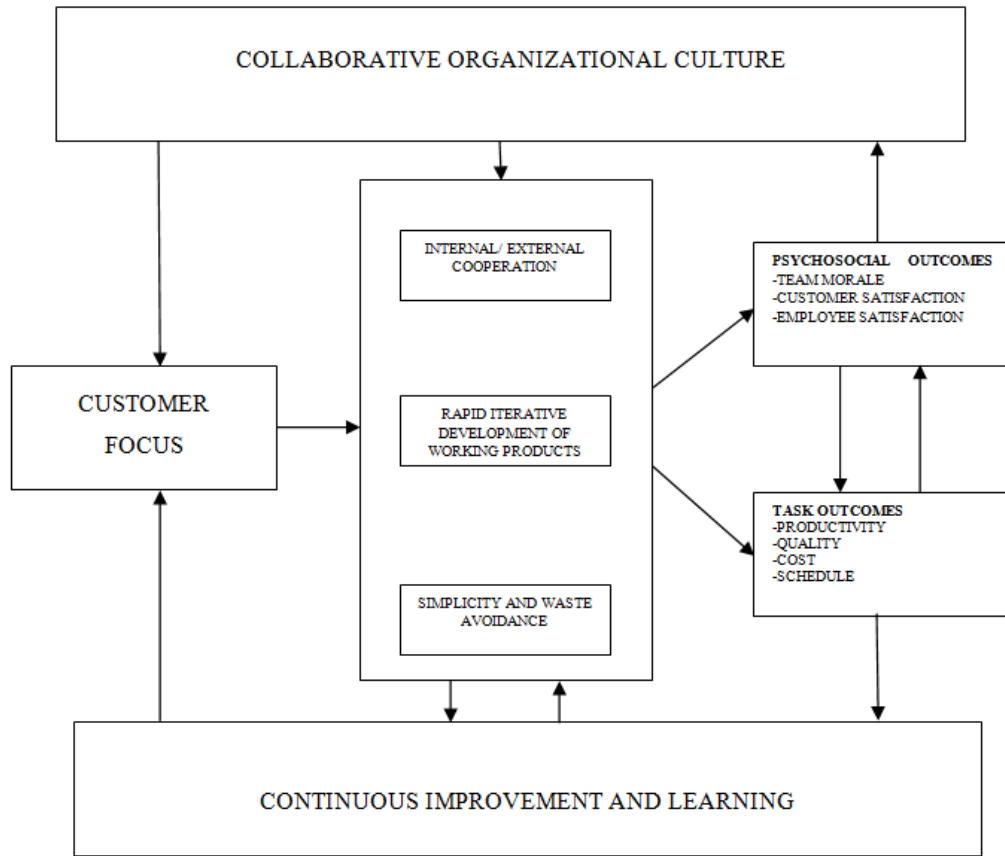 COLLABORATIVE ORGANIZATIONAL CULTURE
INTERNAL/ EXTERNAL
COOPERATION
PSYCHOSOCIAL OUTCOMES
-TEAM MORALE
-CUSTOMER SATISFACTION
-EMPLOYEE SATISFACTION
CUSTOMER
FOCUS
RAPID ITERATIVE
DEVELOPMENT OF
WORKING PRODUCTS
TASK OUTCOMES
-PRODUCTIVITY
-QUALITY
-COST
-SCHEDULE
SIMPLICITY AND WASTE
AVOIDANCE
CONTINUOUS IMPROVEMENT AND LEARNING